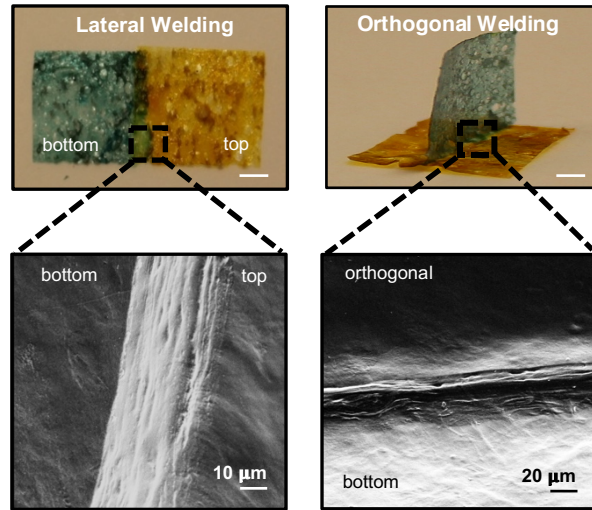 Lateral Welding
bottom
top
Orthogonal Welding
bottom
top
10 μm
orthogonal
bottom
20 μm